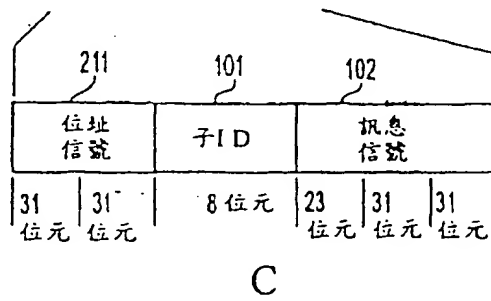 211 101 102
位址 子ID 訊息
信號 信號
31 31 8位元 23 31 31
位元 位元 位元 位元 位元
C